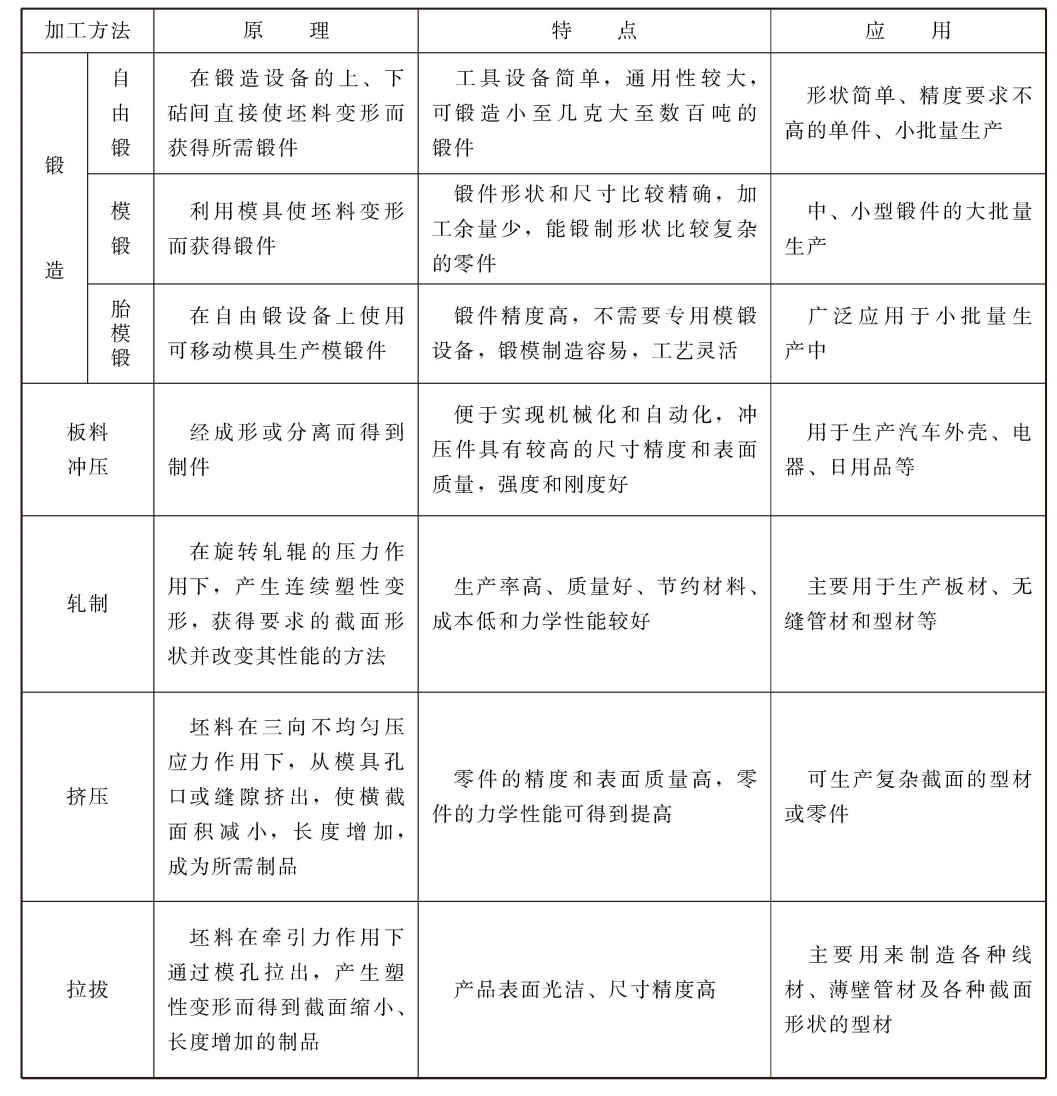 加工方法 原理 特点 应用
锻造
自由锻
在锻造设备的上、下
砧间直接使坯料变形而
获得所需锻件
工具设备简单，通用性较大，
可锻造小至几克大至数百吨的
锻件
形状简单、精度要求不
高的单件、小批量生产
模锻
利用模具使坯料变形
而获得锻件
锻件形状和尺寸比较精确，加
工余量少，能锻制形状比较复杂
的零件
中、小型锻件的大批量
生产
胎模锻
在自由锻设备上使用
可移动模具生产模锻件
锻件精度高，不需要专用模锻
设备，锻模制造容易，工艺灵活
广泛应用于小批量生
产中
板料
冲压
经成形或分离而得到
制件
便于实现机械化和自动化，冲
压件具有较高的尺寸精度和表面
质量，强度和刚度好
用于生产汽车外壳、电
器、日用品等
轧制
在旋转轧辊的压力作
用下，产生连续塑性变
形，获得要求的截面形
状并改变其性能的方法
生产率高、质量好、节约材料、
成本低和力学性能较好
主要用于生产板材、无
缝管材和型材等
挤压
坯料在三向不均匀压
应力作用下，从模具孔
口或缝隙挤出，使横截
面积减小，长度增加，
成为所需制品
零件的精度和表面质量高，零
件的力学性能可得到提高
可生产复杂截面的型材
或零件
拉拔
坯料在牵引力作用下
通过模孔拉出，产生塑
性变形而得到截面缩小、
长度增加的制品
产品表面光洁、尺寸精度高
主要用来制造各种线
材、薄壁管材及各种截面
形状的型材